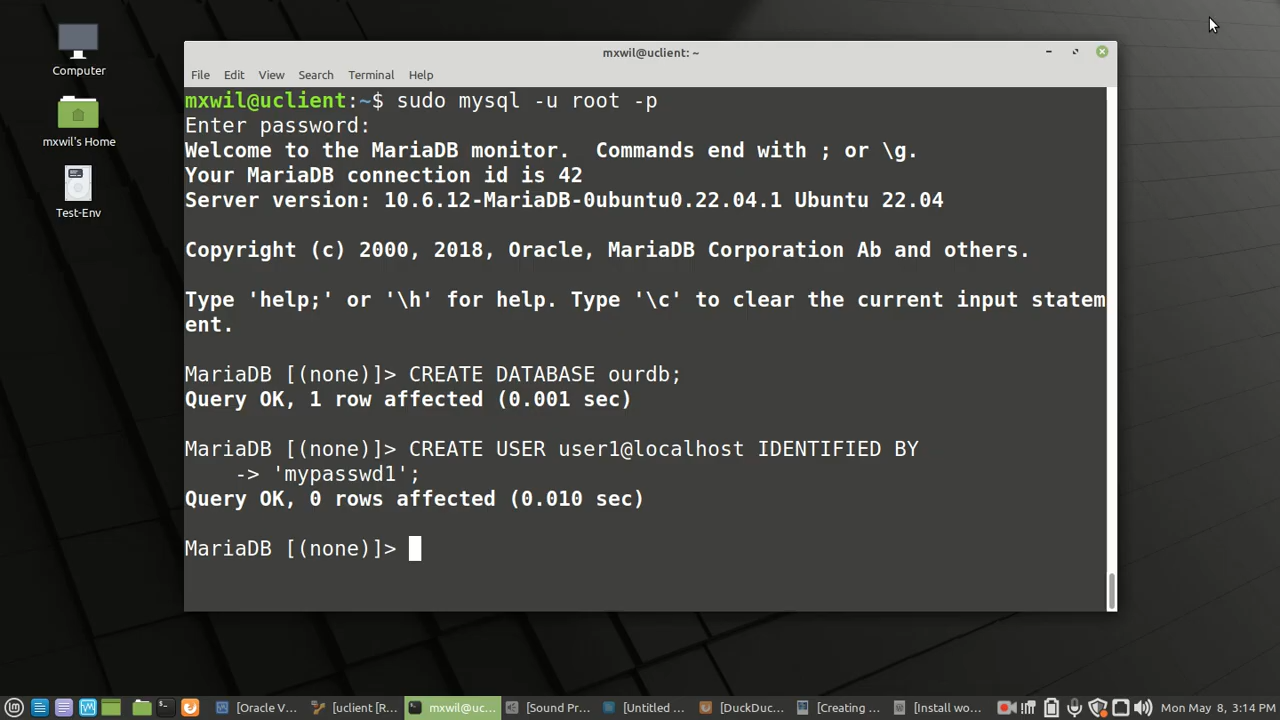 Computer
mxwil's Home
Test-Env
mxwil@uclient: ~
File Edit View Search Terminal Help
mxwil@uclient:~$ sudo mysql -u root -p
Enter password:
Welcome to the MariaDB monitor.  Commands end with ; or \g.
Your MariaDB connection id is 42
Server version: 10.6.12-MariaDB-0ubuntu0.22.04.1 Ubuntu 22.04
Copyright (c) 2000, 2018, Oracle, MariaDB Corporation Ab and others.
Type 'help;' or '\h' for help. Type '\c' to clear the current input statem
ent.
MariaDB [(none)]> CREATE DATABASE ourdb;
Query OK, 1 row affected (0.001 sec)
MariaDB [(none)]> CREATE USER user1@localhost IDENTIFIED BY
    -> 'mypasswd1';
Query OK, 0 rows affected (0.010 sec)
MariaDB [(none)]>
[Oracle V... [uclient [R... mxwil@uc... [Sound Pr... [Untitled ... [DuckDuc... [Creating ... [Install wo... Mon May 8, 3:14 PM